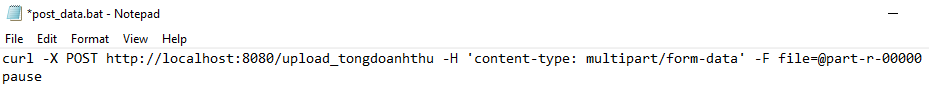 *post_data.bat - Notepad
File Edit Format View Help
curl -X POST http://localhost:8080/upload_tongdoanhthu -H 'content-type: multipart/form-data' -F file=@part-r-00000
pause